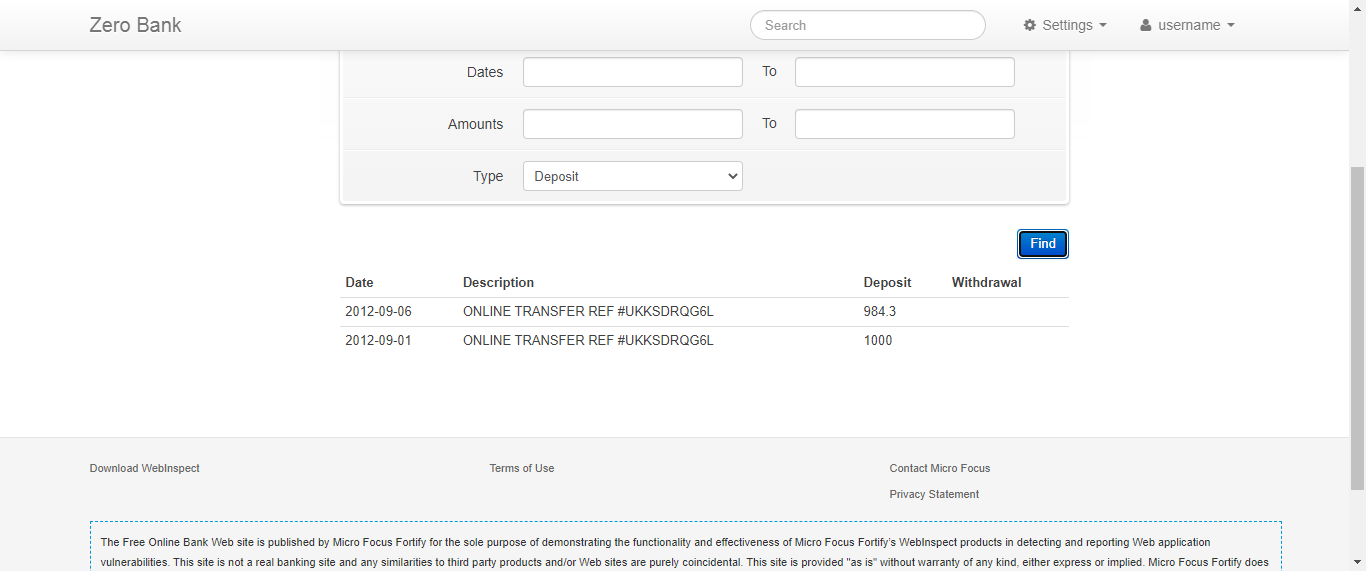 Zero Bank Search Settings username
Dates To
Amounts To
Type Deposit
Find
Date Description Deposit Withdrawal
2012-09-06 ONLINE TRANSFER REF #UKKSDRQG6L 984.3
2012-09-01 ONLINE TRANSFER REF #UKKSDRQG6L 1000
Download WebInspect Terms of Use Contact Micro Focus
Privacy Statement
The Free Online Bank Web site is published by Micro Focus Fortify for the sole purpose of demonstrating the functionality and effectiveness of Micro Focus Fortify's WebInspect products in detecting and reporting Web application
vulnerabilities. This site is not a real banking site and any similarities to third party products and/or Web sites are purely coincidental. This site is provided "as is" without warranty of any kind, either express or implied. Micro Focus Fortify does